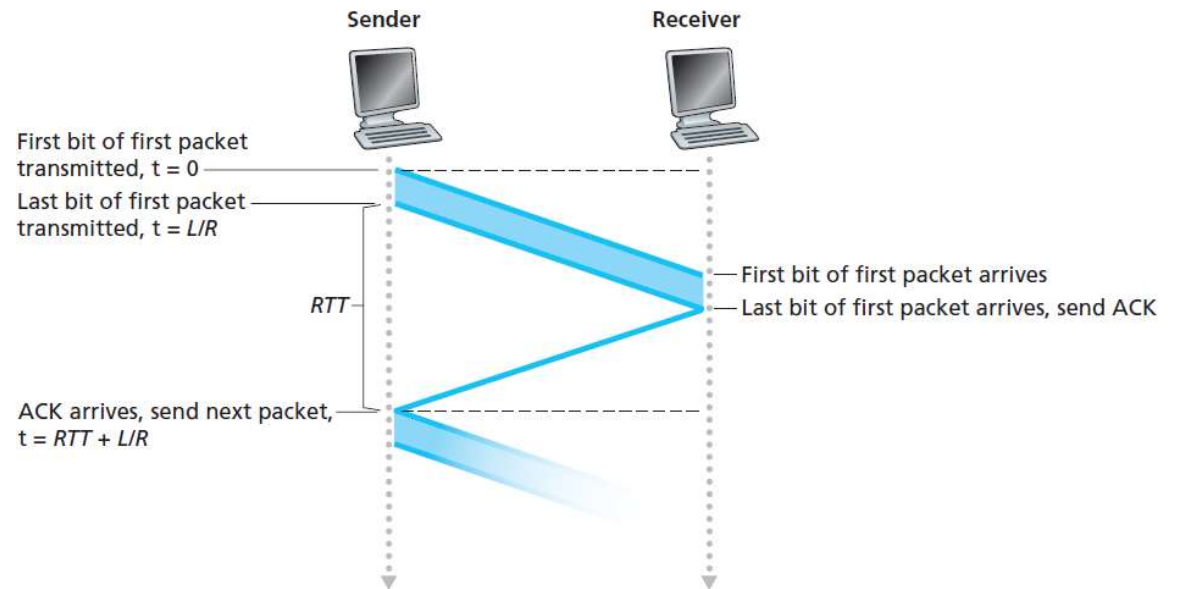 Sender
Receiver
First bit of first packet
transmitted, t = 0
Last bit of first packet
transmitted, t = L/R
First bit of first packet arrives
RTT
Last bit of first packet arrives, send ACK
ACK arrives, send next packet,
t = RTT + L/R